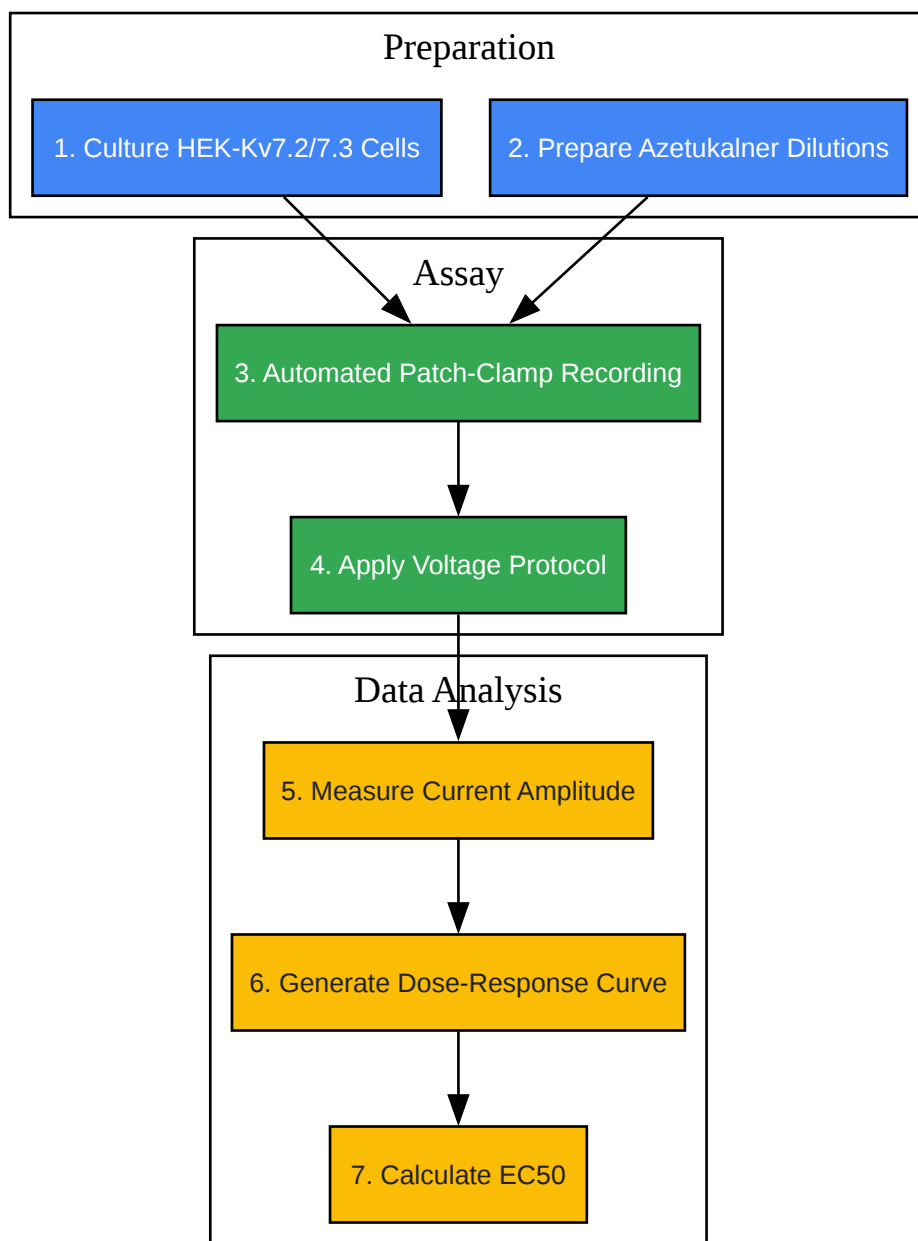 Preparation
1. Culture HEK-Kv7.2/7.3 Cells
2. Prepare Azetukalner Dilutions
Assay
3. Automated Patch-Clamp Recording
4. Apply Voltage Protocol
Data Analysis
5. Measure Current Amplitude
6. Generate Dose-Response Curve
7. Calculate EC50